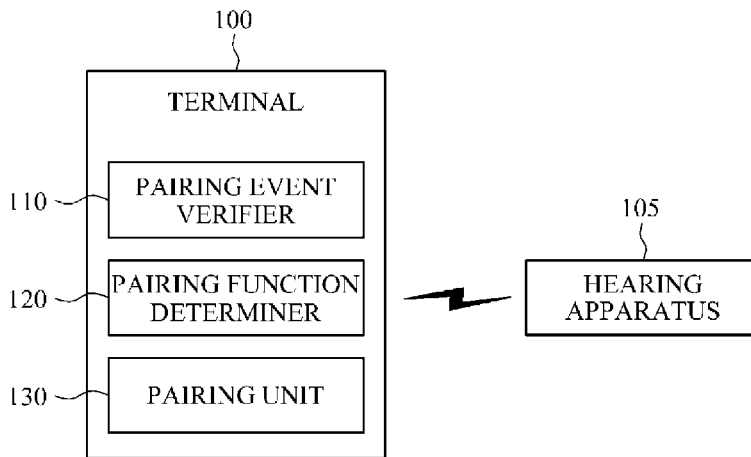 100
TERMINAL
110
PAIRING EVENT
VERIFIER
105
120
PAIRING FUNCTION
DETERMINER
HEARING
APPARATUS
130
PAIRING UNIT